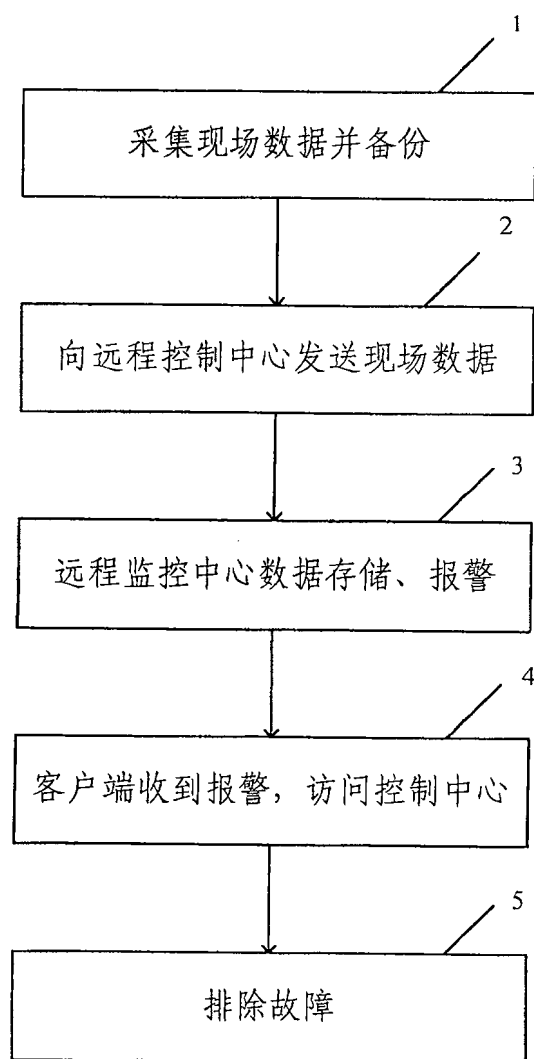 1
采集现场数据并备份
2
向远程控制中心发送现场数据
3
远程监控中心数据存储、报警
4
客户端收到报警，访问控制中心
5
排除故障